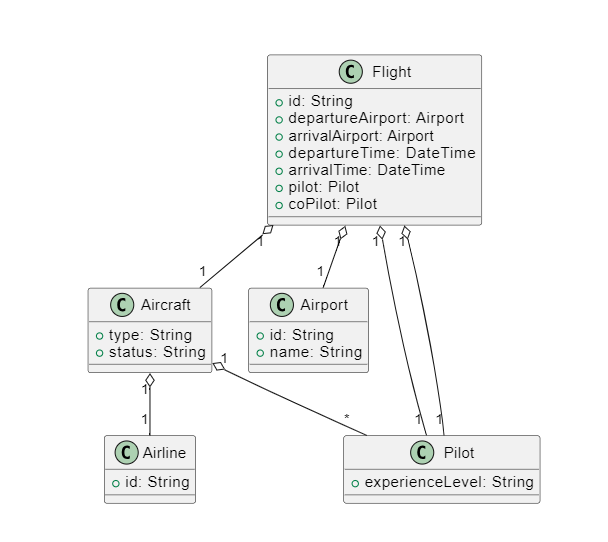 C Flight
id: String
departureAirport: Airport
arrivalAirport: Airport
departureTime: DateTime
arrivalTime: DateTime
pilot: Pilot
coPilot: Pilot
1 1 1 1
1 1
C Aircraft
type: String
status: String
C Airport
id: String
name: String
1 1
1 * 1 1
C Airline
id: String
C Pilot
experienceLevel: String